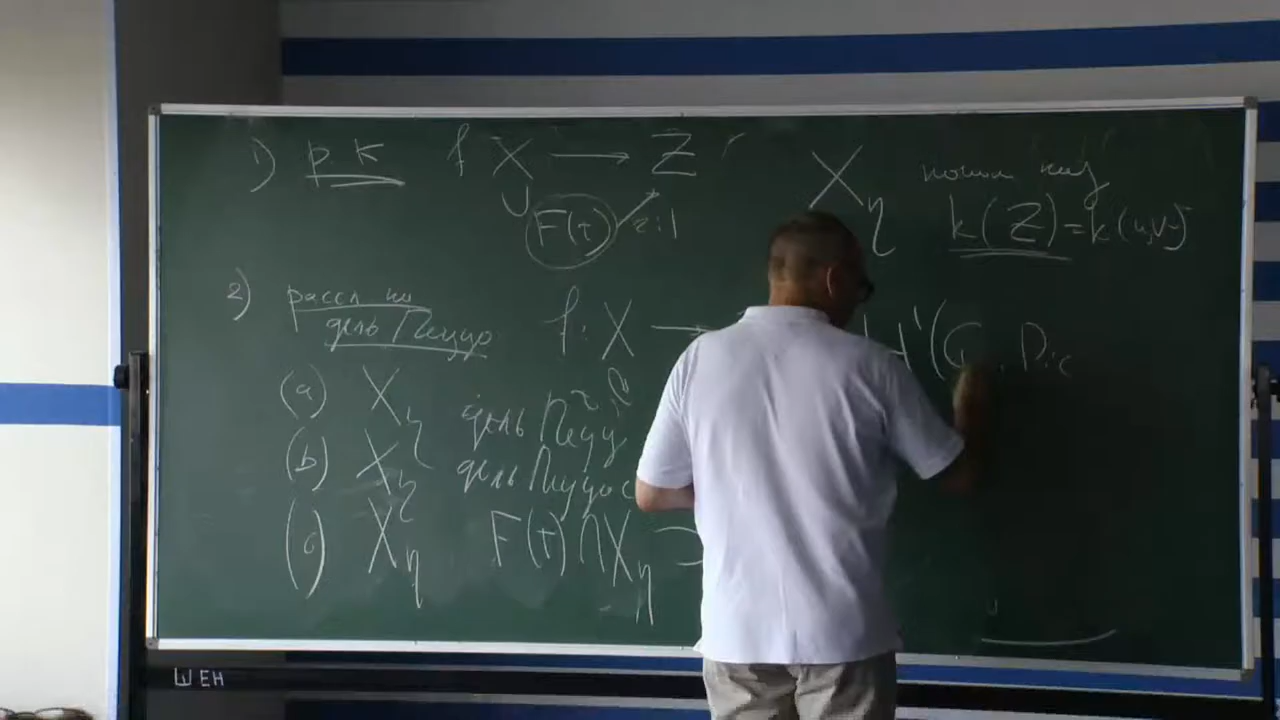 1) р к f X → Z X_η
k(Z) = k(u,v)
F(t) 2:1
2) рассл на
дель Пеццо f: X → H¹(G, Pic
(a) X_η дель Пеццо
(b) X_η дель Пеццо
(c) X_η F(t) ∩ X_η ⊃
ШЕН